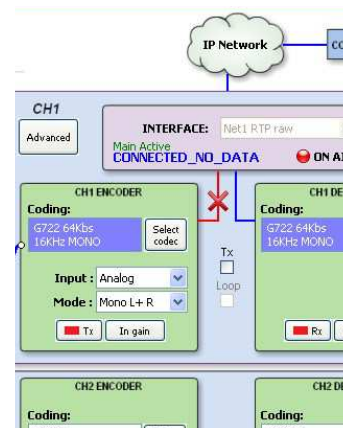 IP Network
CO
CH1
Advanced
INTERFACE: Net1 RTP raw
Main Active
CONNECTED_NO_DATA
ON AI
CH1 ENCODER
Coding:
G722 64Kbs
16KHz MONO
Select
codec
Input : Analog
Mode : Mono L+ R
Tx
In gain
Tx
Loop
CH1 DE
Coding:
G722 64Kbs
16KHz MONO
Rx
CH2 ENCODER
Coding:
CH2 DE
Coding: